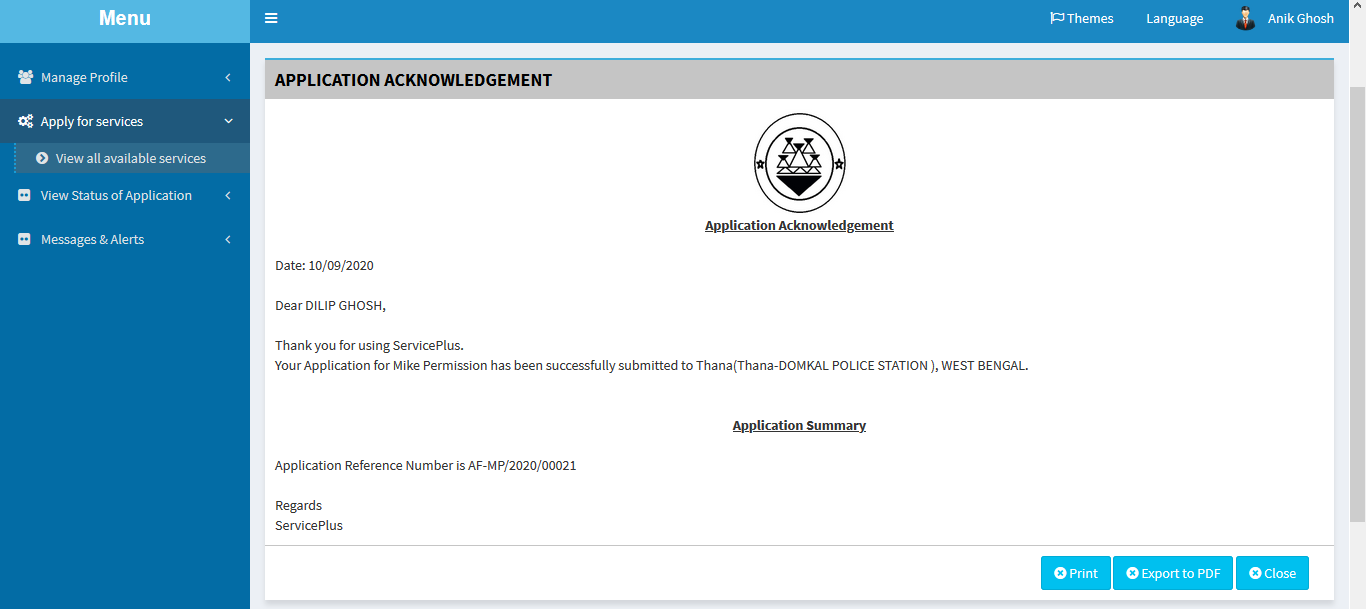 Menu
Themes
Language
Anik Ghosh
Manage Profile
Apply for services
View all available services
View Status of Application
Messages & Alerts
APPLICATION ACKNOWLEDGEMENT
Application Acknowledgement
Date: 10/09/2020
Dear DILIP GHOSH,
Thank you for using ServicePlus.
Your Application for Mike Permission has been successfully submitted to Thana(Thana-DOMKAL POLICE STATION ), WEST BENGAL.
Application Summary
Application Reference Number is AF-MP/2020/00021
Regards
ServicePlus
Print
Export to PDF
Close